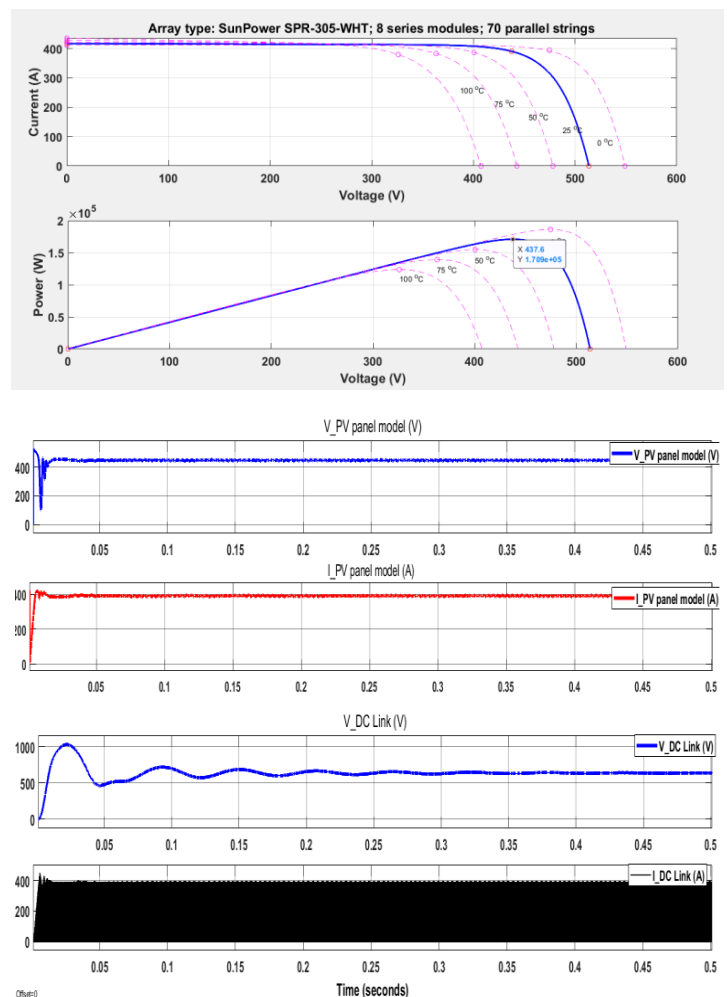 Array type: SunPower SPR-305-WHT; 8 series modules; 70 parallel strings
400
300
200
100
0
Current (A)
100 °C
75 °C
50 °C
25 °C
0 °C
0 100 200 300 400 500 600
Voltage (V)
×10^5
2
1.5
1
0.5
0
Power (W)
X 437.6
Y 1.709e+05
100 °C
75 °C
50 °C
0 100 200 300 400 500 600
Voltage (V)
V_PV panel model (V)
V_PV panel model (V)
400
200
0
0.05 0.1 0.15 0.2 0.25 0.3 0.35 0.4 0.45 0.5
I_PV panel model (A)
I_PV panel model (A)
400
200
0
0.05 0.1 0.15 0.2 0.25 0.3 0.35 0.4 0.45 0.5
V_DC Link (V)
V_DC Link (V)
1000
500
0
0.05 0.1 0.15 0.2 0.25 0.3 0.35 0.4 0.45 0.5
I_DC Link (A)
400
200
0
0.05 0.1 0.15 0.2 0.25 0.3 0.35 0.4 0.45 0.5
Offset=0
Time (seconds)